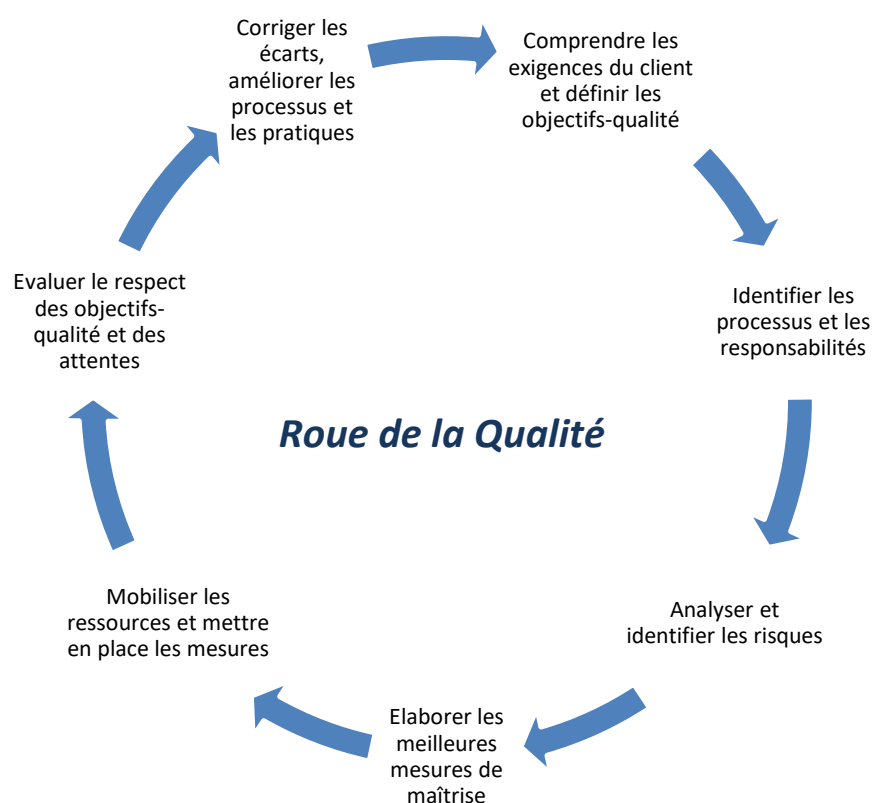 Corriger les
écarts,
améliorer les
processus et
les pratiques
Comprendre les
exigences du client
et définir les
objectifs-qualité
Identifier les
processus et les
responsabilités
Analyser et
identifier les risques
Elaborer les
meilleures
mesures de
maîtrise
Mobiliser les
ressources et mettre
en place les mesures
Evaluer le respect
des objectifs-
qualité et des
attentes
Roue de la Qualité